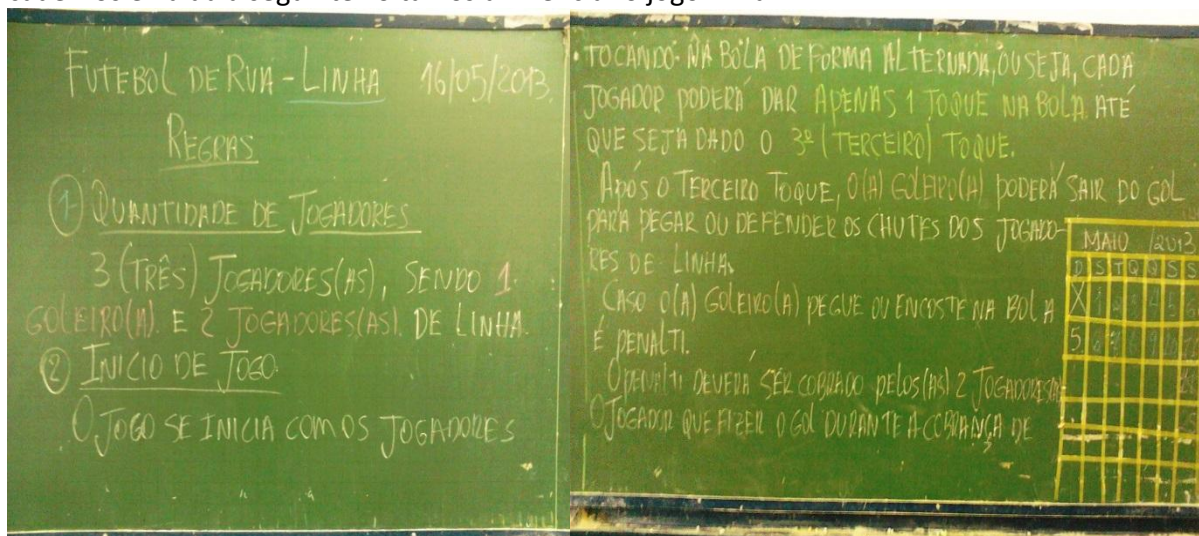 FUTEBOL DE RUA - LINHA 16/05/2013.
REGRAS
1 QUANTIDADE DE JOGADORES
3 (TRÊS) JOGADORES(AS), SENDO 1
GOLEIRO(A). E 2 JOGADORES(AS). DE LINHA.
2 INICIO DE JOGO.
O JOGO SE INICIA COM OS JOGADORES
TOCANDO NA BOLA DE FORMA ALTERNADA, OU SEJA, CADA
JOGADOR PODERÁ DAR APENAS 1 TOQUE NA BOLA ATÉ
QUE SEJA DADO O 3º (TERCEIRO) TOQUE.
APÓS O TERCEIRO TOQUE, O(A) GOLEIRO(A) PODERÁ SAIR DO GOL
PARA PEGAR OU DEFENDER OS CHUTES DOS JOGADO-
RES DE LINHA.
CASO O(A) GOLEIRO(A) PEGUE OU ENCOSTE NA BOLA
É PENALTI.
O PENALTI DEVERÁ SER COBRADO PELOS(AS) 2 JOGADORES(AS)
O JOGADOR QUE FIZER O GOL DURANTE A COBRANÇA DE
MAIO /2013
D S T Q Q S S
5